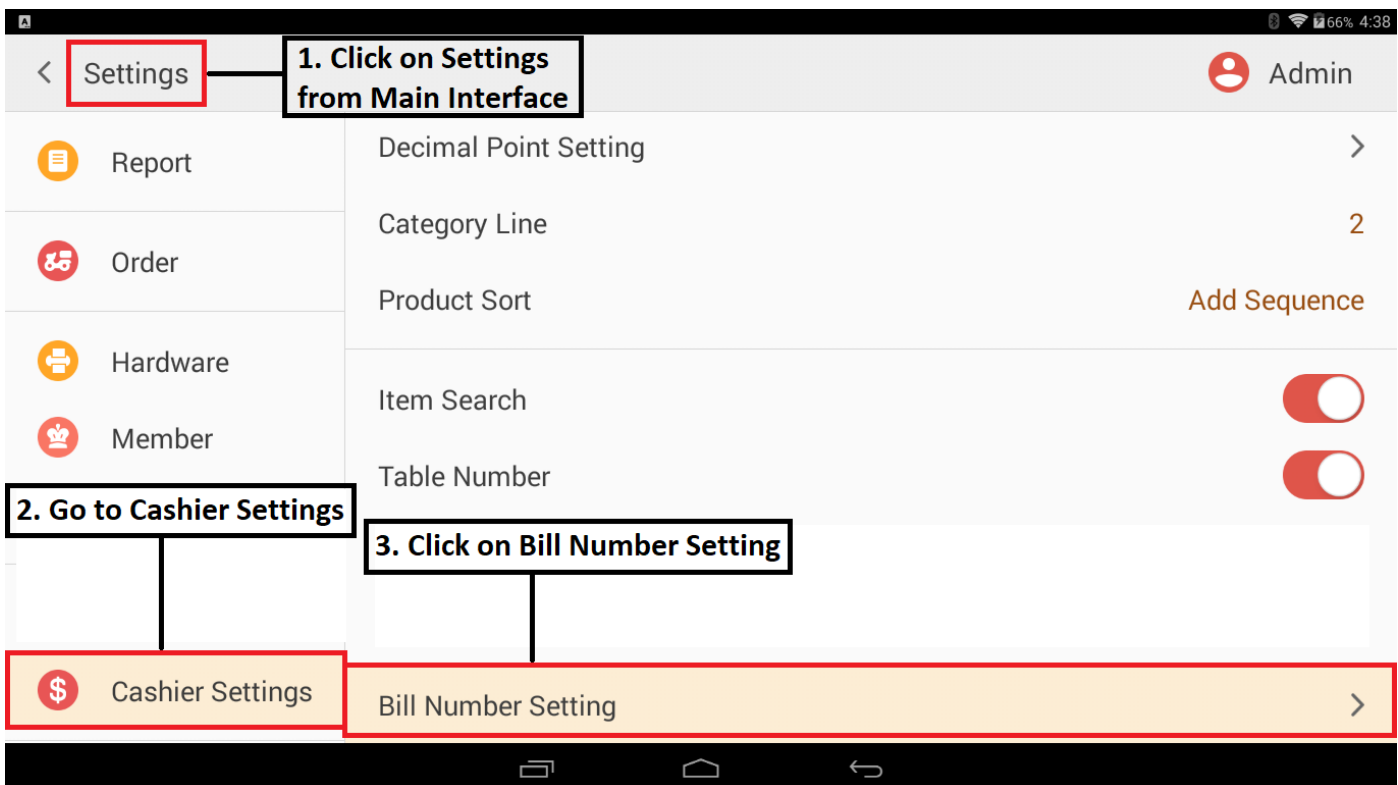 66% 4:38
Settings
1. Click on Settings
from Main Interface
Admin
Report
Order
Hardware
Member
2. Go to Cashier Settings
Cashier Settings
Decimal Point Setting
Category Line 2
Product Sort Add Sequence
Item Search
Table Number
3. Click on Bill Number Setting
Bill Number Setting